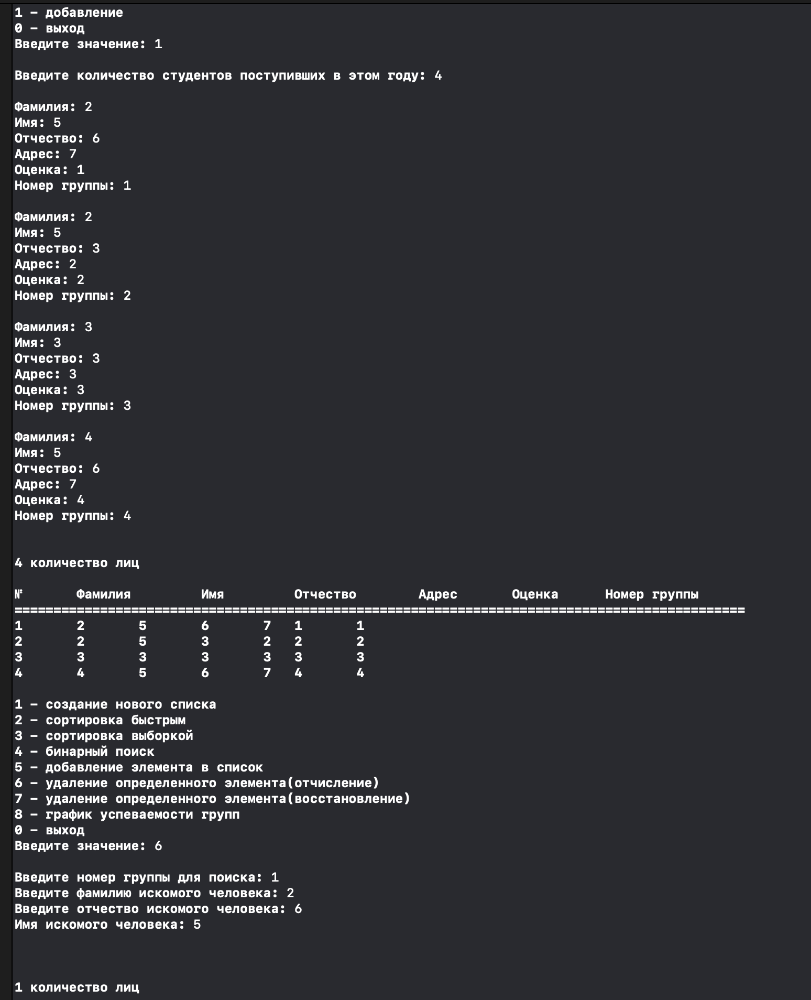 1 – добавление
0 – выход
Введите значение: 1
Введите количество студентов поступивших в этом году: 4
Фамилия: 2
Имя: 5
Отчество: 6
Адрес: 7
Оценка: 1
Номер группы: 1
Фамилия: 2
Имя: 5
Отчество: 3
Адрес: 2
Оценка: 2
Номер группы: 2
Фамилия: 3
Имя: 3
Отчество: 3
Адрес: 3
Оценка: 3
Номер группы: 3
Фамилия: 4
Имя: 5
Отчество: 6
Адрес: 7
Оценка: 4
Номер группы: 4
4 количество лиц
№ Фамилия Имя Отчество Адрес Оценка Номер группы
==============================================================================================
1 2 5 6 7 1 1
2 2 5 3 2 2 2
3 3 3 3 3 3 3
4 4 5 6 7 4 4
1 – создание нового списка
2 – сортировка быстрым
3 – сортировка выборкой
4 – бинарный поиск
5 – добавление элемента в список
6 – удаление определенного элемента(отчисление)
7 – удаление определенного элемента(восстановление)
8 – график успеваемости групп
0 – выход
Введите значение: 6
Введите номер группы для поиска: 1
Введите фамилию искомого человека: 2
Введите отчество искомого человека: 6
Имя искомого человека: 5
1 количество лиц